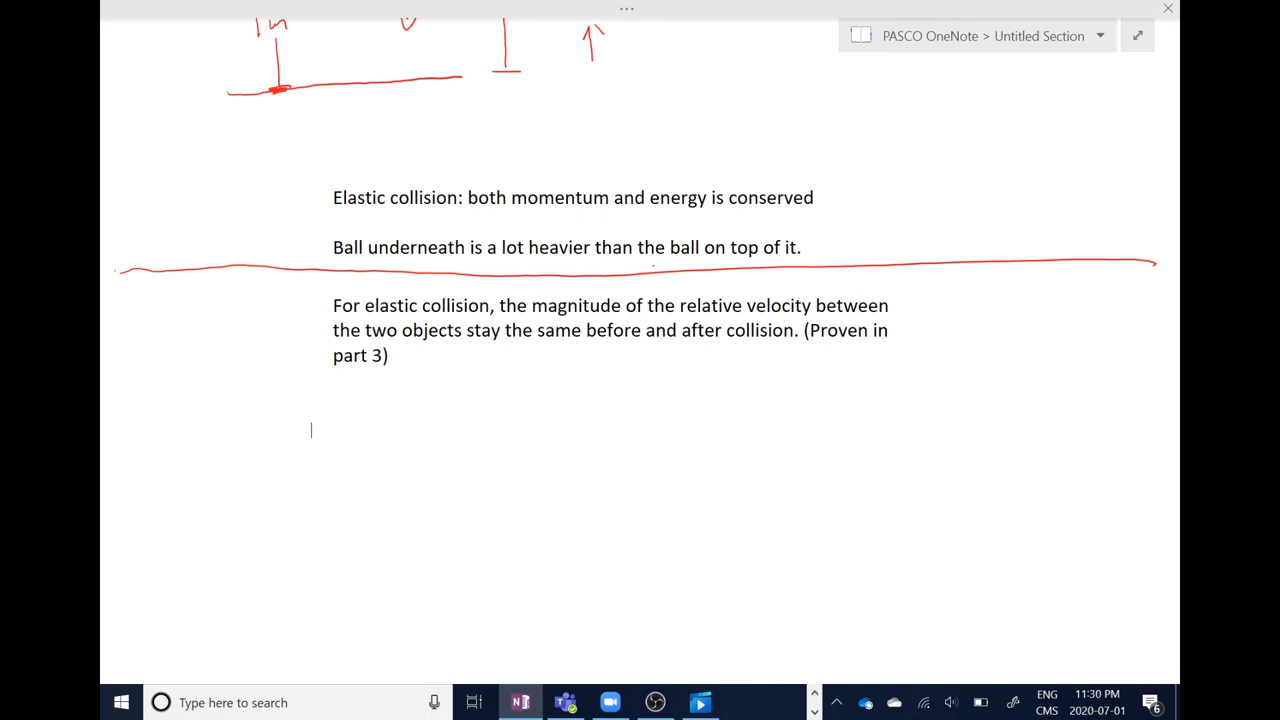 1m
PASCO OneNote > Untitled Section
Elastic collision: both momentum and energy is conserved
Ball underneath is a lot heavier than the ball on top of it.
For elastic collision, the magnitude of the relative velocity between
the two objects stay the same before and after collision. (Proven in
part 3)
Type here to search
ENG
CMS
11:30 PM
2020-07-01
6